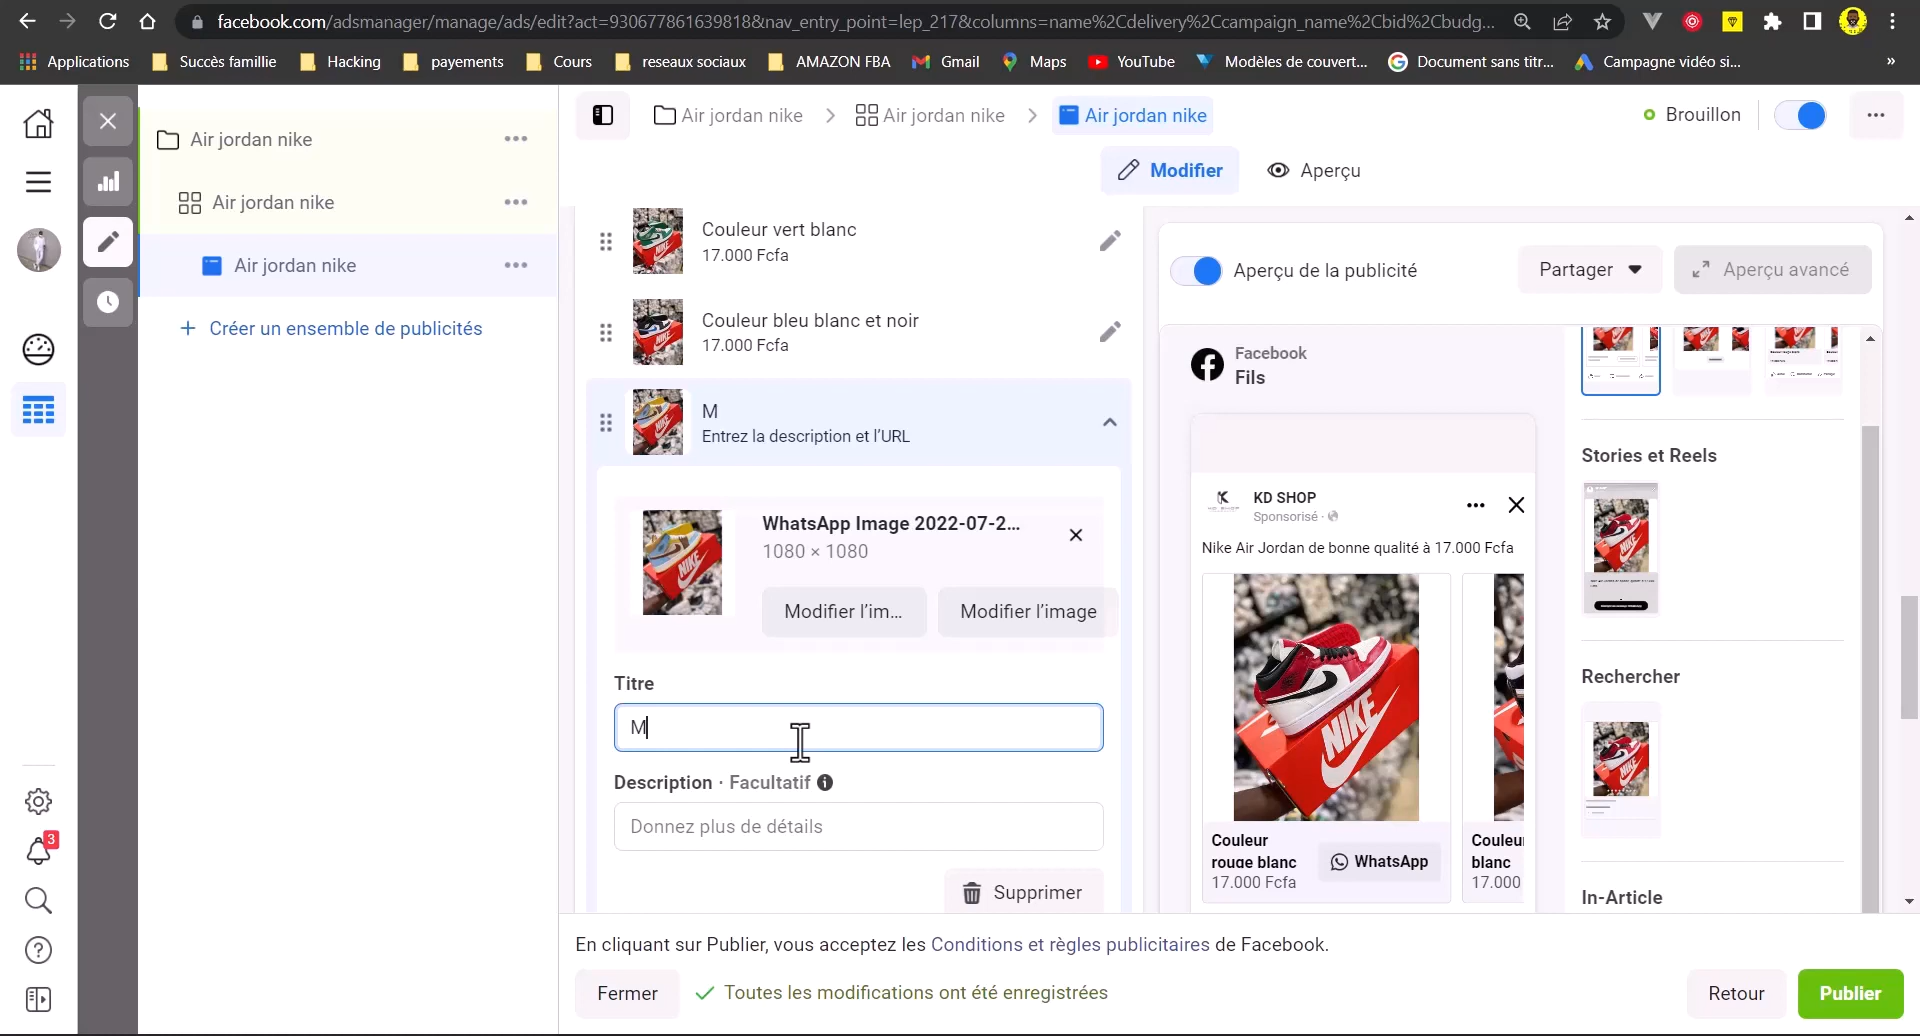 facebook.com/adsmanager/manage/ads/edit?act=930677861639818&nav_entry_point=lep_217&columns=name%2Cdelivery%2Ccampaign_name%2Cbid%2Cbudg...
Applications
Succès famillie
Hacking
payements
Cours
reseaux sociaux
AMAZON FBA
Gmail
Maps
YouTube
Modèles de couvert...
Document sans titr...
Campagne vidéo si...
»
Air jordan nike
Air jordan nike
Air jordan nike
Créer un ensemble de publicités
3
Air jordan nike
Air jordan nike
Air jordan nike
Brouillon
Modifier
Aperçu
Couleur vert blanc
17.000 Fcfa
Couleur bleu blanc et noir
17.000 Fcfa
M
Entrez la description et l'URL
WhatsApp Image 2022-07-2...
1080 × 1080
Modifier l'im...
Modifier l'image
Titre
M
Description · Facultatif
Donnez plus de détails
Supprimer
Aperçu de la publicité
Partager
Aperçu avancé
Facebook
Fils
KD SHOP
Sponsorisé ·
Nike Air Jordan de bonne qualité à 17.000 Fcfa
NIKE
Couleur
rouge blanc
17.000 Fcfa
WhatsApp
Couleur
blanc
17.000
Stories et Reels
Rechercher
In-Article
En cliquant sur Publier, vous acceptez les Conditions et règles publicitaires de Facebook.
Fermer
Toutes les modifications ont été enregistrées
Retour
Publier